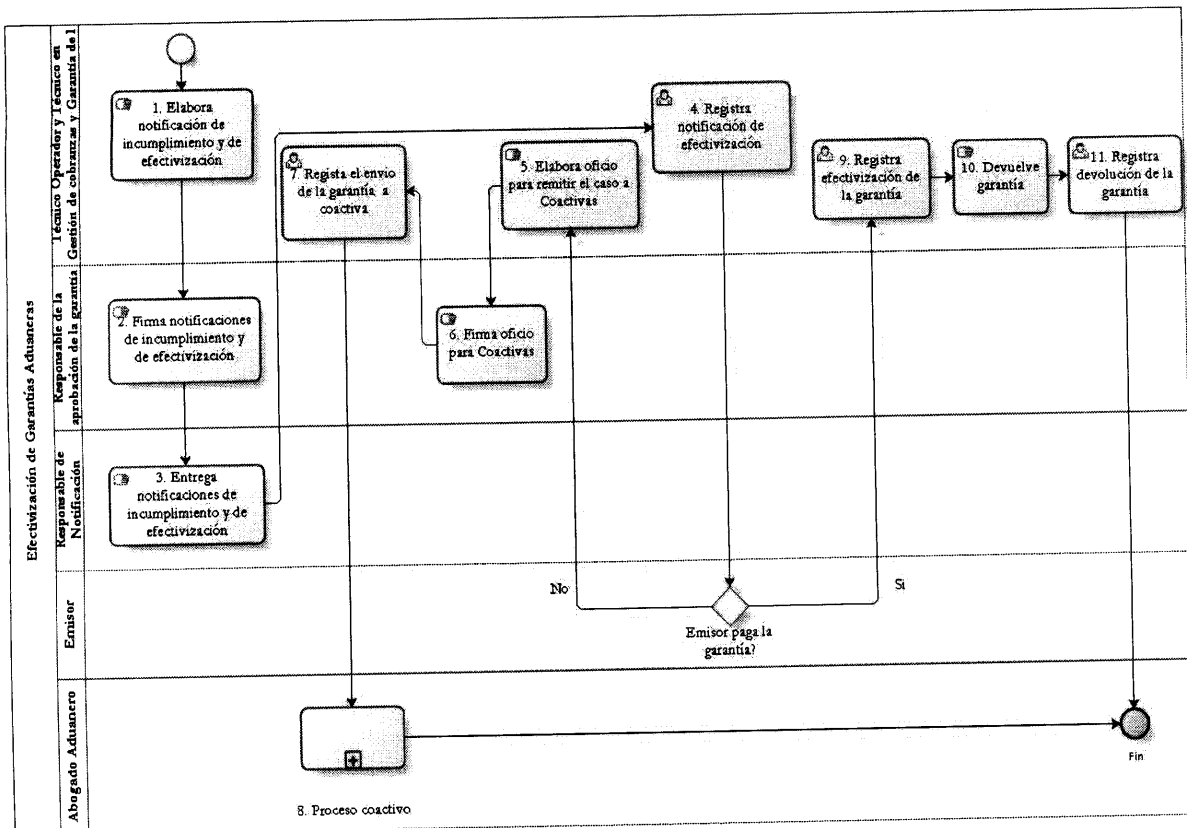 Efectivización de Garantías Aduaneras
Técnico Operador y Técnico en
Gestión de cobranzas y Garantía del
1. Elabora
notificación de
incumplimiento y de
efectivización
7. Regista el envio
de la garantía a
coactiva
5. Elabora oficio
para remitir el caso a
Coactivas
4. Registra
notificación de
efectivización
9. Registra
efectivización de
la garantía
10. Devuelve
garantía
11. Registra
devolución de la
garantía
Responsable de la
aprobación de la garantía
2. Firma notificaciones
de incumplimiento y
de efectivización
6. Firma oficio
para Coactivas
Responsable de
Notificación
3. Entrega
notificaciones de
incumplimiento y de
efectivización
Emisor
No
Si
Emisor paga la
garantía?
Abogado Aduanero
8. Proceso coactivo
Fin